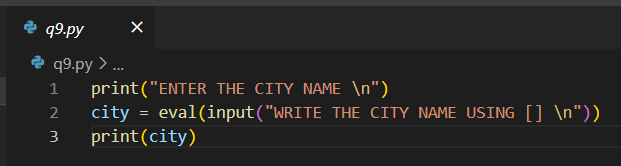 q9.py
q9.py > ...
1 print("ENTER THE CITY NAME \n")
2 city = eval(input("WRITE THE CITY NAME USING [] \n"))
3 print(city)